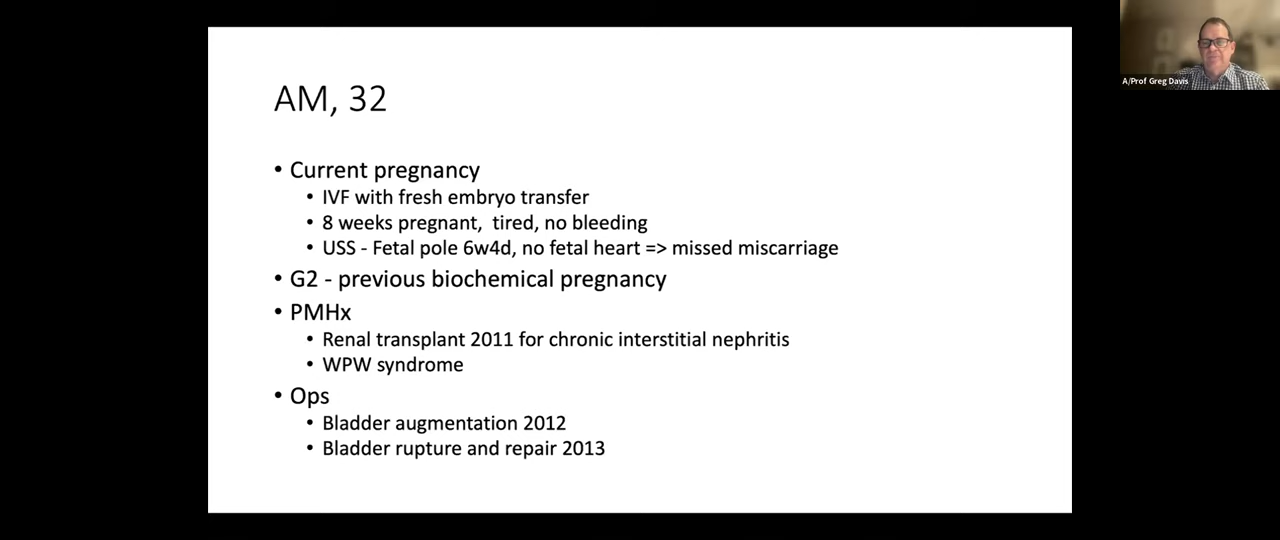 AM, 32
• Current pregnancy
• IVF with fresh embryo transfer
• 8 weeks pregnant, tired, no bleeding
• USS - Fetal pole 6w4d, no fetal heart => missed miscarriage
• G2 - previous biochemical pregnancy
• PMHx
• Renal transplant 2011 for chronic interstitial nephritis
• WPW syndrome
• Ops
• Bladder augmentation 2012
• Bladder rupture and repair 2013
A/Prof Greg Davis